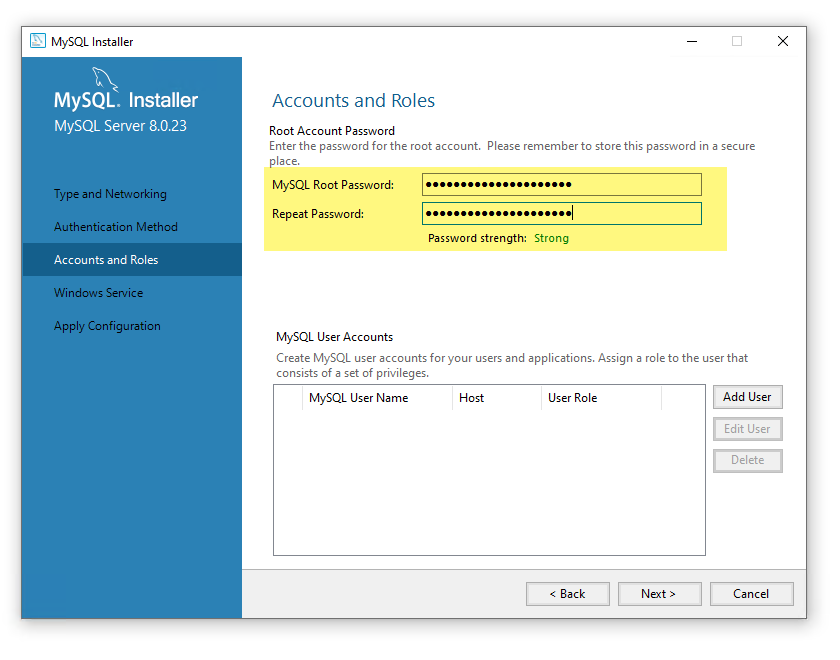 MySQL Installer
MySQL. Installer
MySQL Server 8.0.23
Type and Networking
Authentication Method
Accounts and Roles
Windows Service
Apply Configuration
Accounts and Roles
Root Account Password
Enter the password for the root account. Please remember to store this password in a secure
place.
MySQL Root Password: ●●●●●●●●●●●●●●●●●●●●●
Repeat Password: ●●●●●●●●●●●●●●●●●●●●●
Password strength: Strong
MySQL User Accounts
Create MySQL user accounts for your users and applications. Assign a role to the user that
consists of a set of privileges.
MySQL User Name Host User Role
Add User
Edit User
Delete
< Back Next > Cancel